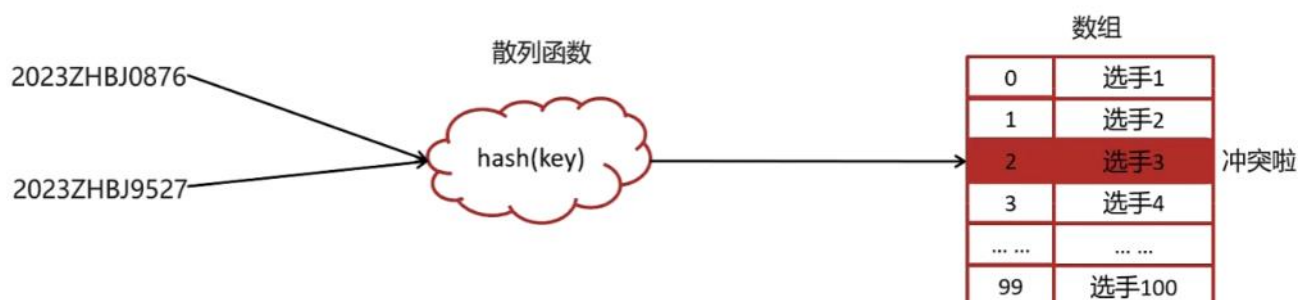 数组
散列函数
2023ZHBJ0876
2023ZHBJ9527
hash(key)
0 选手1
1 选手2
2 选手3 冲突啦
3 选手4
... ... ... ...
99 选手100